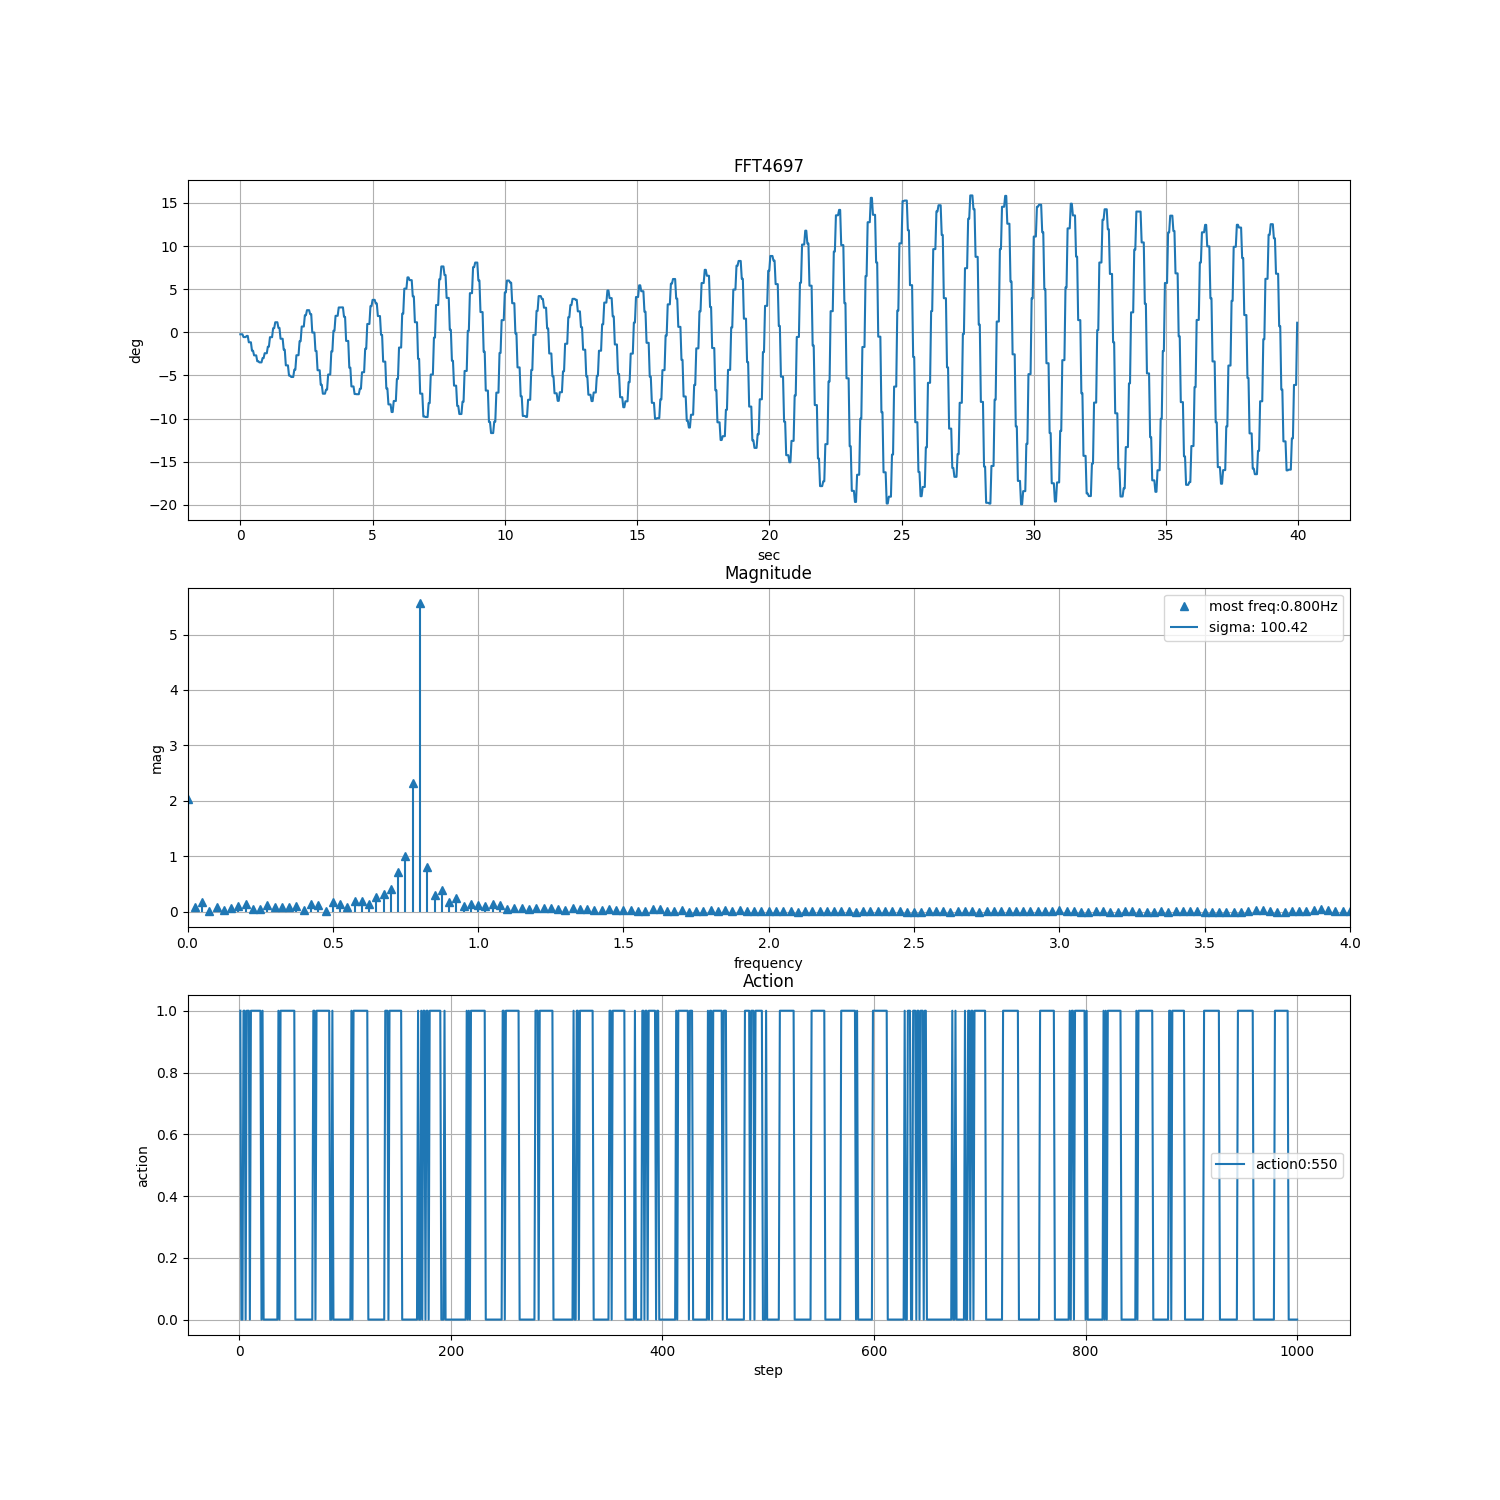 FFT4697
15
10
5
0
−5
−10
−15
−20
deg
0 5 10 15 20 25 30 35 40
sec
Magnitude
most freq:0.800Hz
sigma: 100.42
5
4
3
2
1
0
mag
0.0 0.5 1.0 1.5 2.0 2.5 3.0 3.5 4.0
frequency
Action
1.0
0.8
0.6
0.4
0.2
0.0
action
action0:550
0 200 400 600 800 1000
step